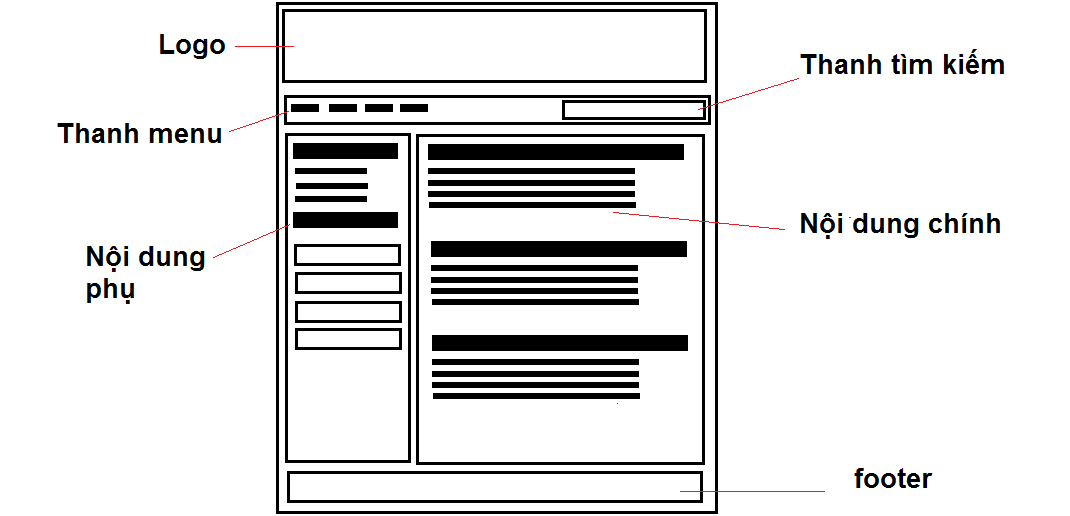 Logo
Thanh tìm kiếm
Thanh menu
Nội dung chính
Nội dung
phụ
footer